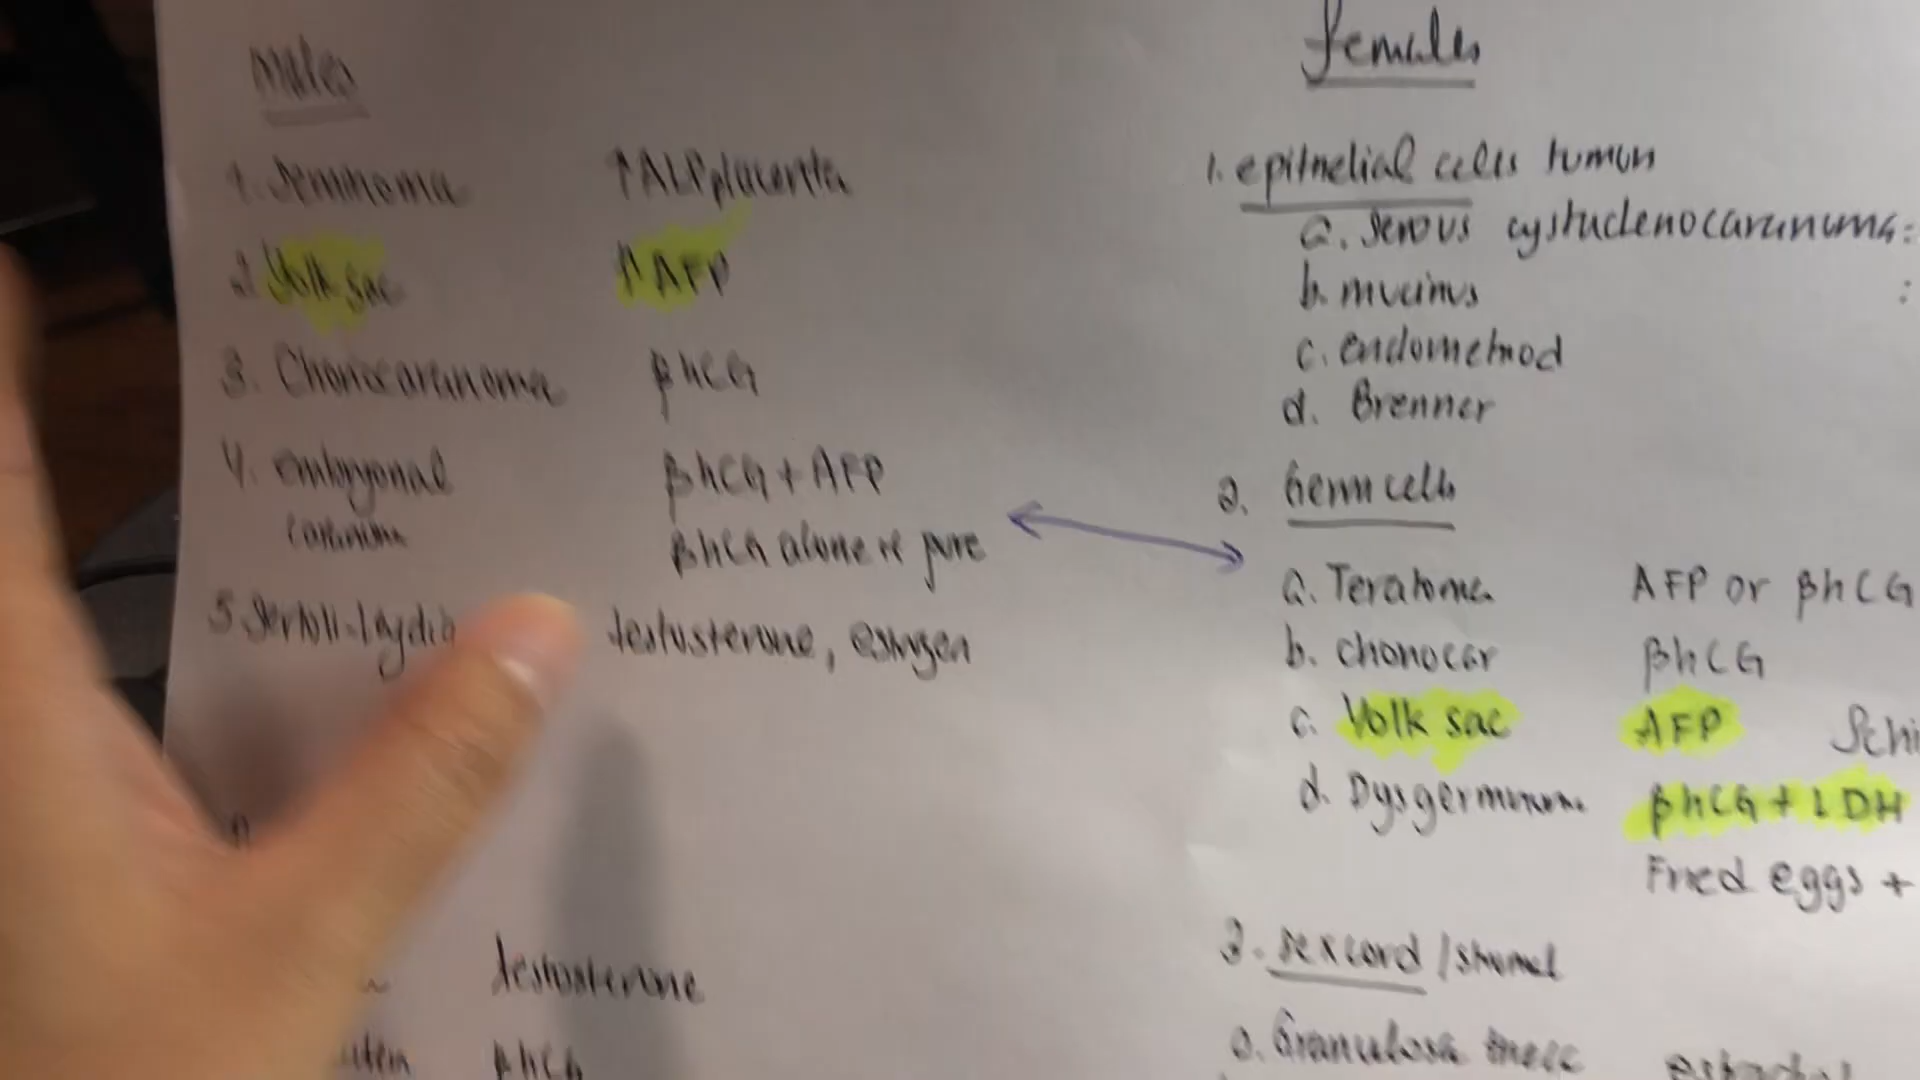 Males
1. Seminoma ↑ALP placenta
2. Yolk sac ↑AFP
3. Choriocarcinoma βhCG
4. embryonal βhCG + AFP
carcinoma βhCG alone if pure
5. Sertoli-leydig testosterone, estrogen
testosterone
βhCG
females
1. epithelial cells tumors
a. serous cystadenocarcinoma:
b. mucinus :
c. endometriod
d. Brenner
2. Germ cells
a. Teratoma AFP or βhCG
b. choriocar βhCG
c. Yolk sac AFP Schi
d. Dysgerminoma βhCG + LDH
Fried eggs +
3. sex cord / stromal
a. Granulosa theca